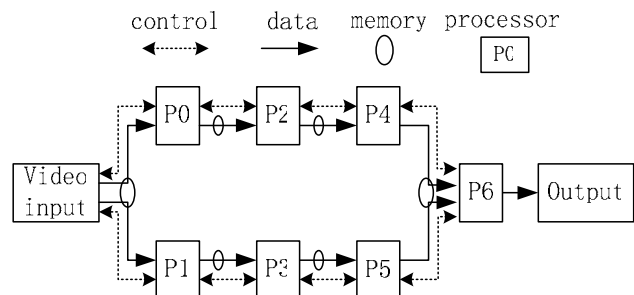 control data memory processor
PC
P0 P2 P4
Video
input
P6 Output
P1 P3 P5